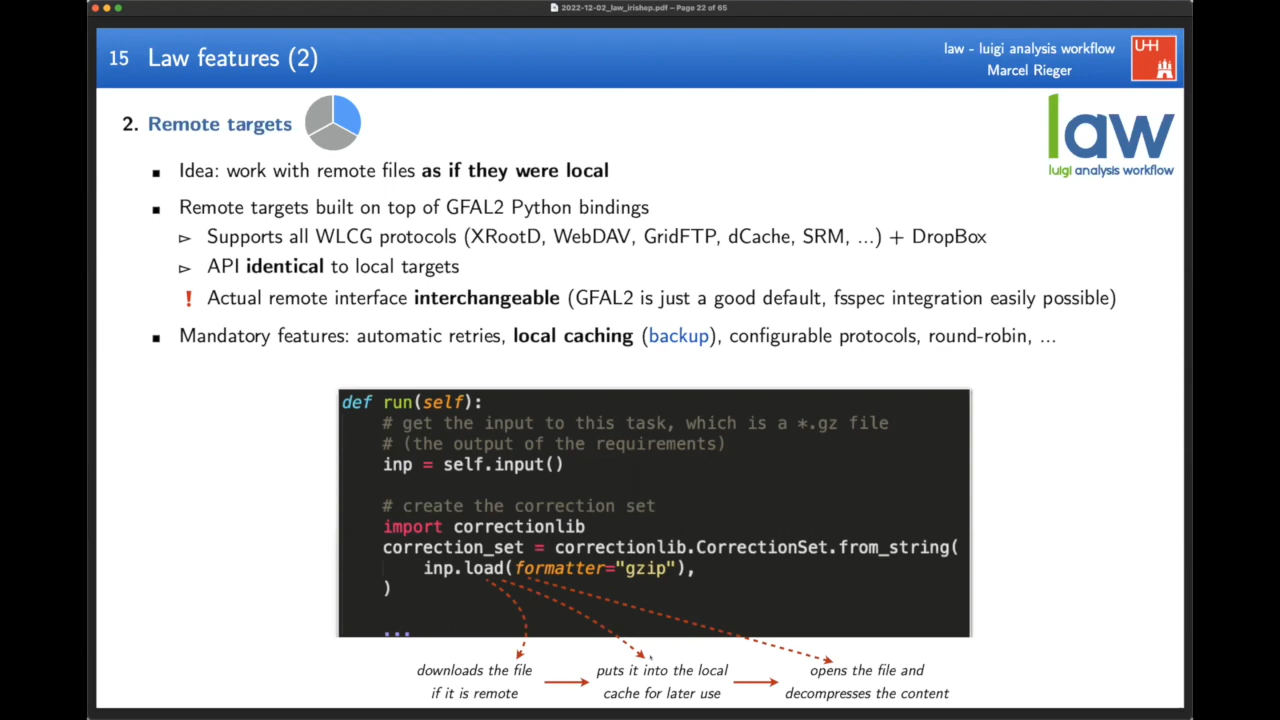 2022-12-02_law_irishep.pdf – Page 22 of 65
15 Law features (2)
law - luigi analysis workflow
Marcel Rieger
UH
law
luigi analysis workflow
2. Remote targets
Idea: work with remote files as if they were local
Remote targets built on top of GFAL2 Python bindings
Supports all WLCG protocols (XRootD, WebDAV, GridFTP, dCache, SRM, ...) + DropBox
API identical to local targets
! Actual remote interface interchangeable (GFAL2 is just a good default, fsspec integration easily possible)
Mandatory features: automatic retries, local caching (backup), configurable protocols, round-robin, ...
def run(self):
# get the input to this task, which is a *.gz file
# (the output of the requirements)
inp = self.input()
# create the correction set
import correctionlib
correction_set = correctionlib.CorrectionSet.from_string(
inp.load(formatter="gzip"),
)
...
downloads the file
if it is remote
puts it into the local
cache for later use
opens the file and
decompresses the content